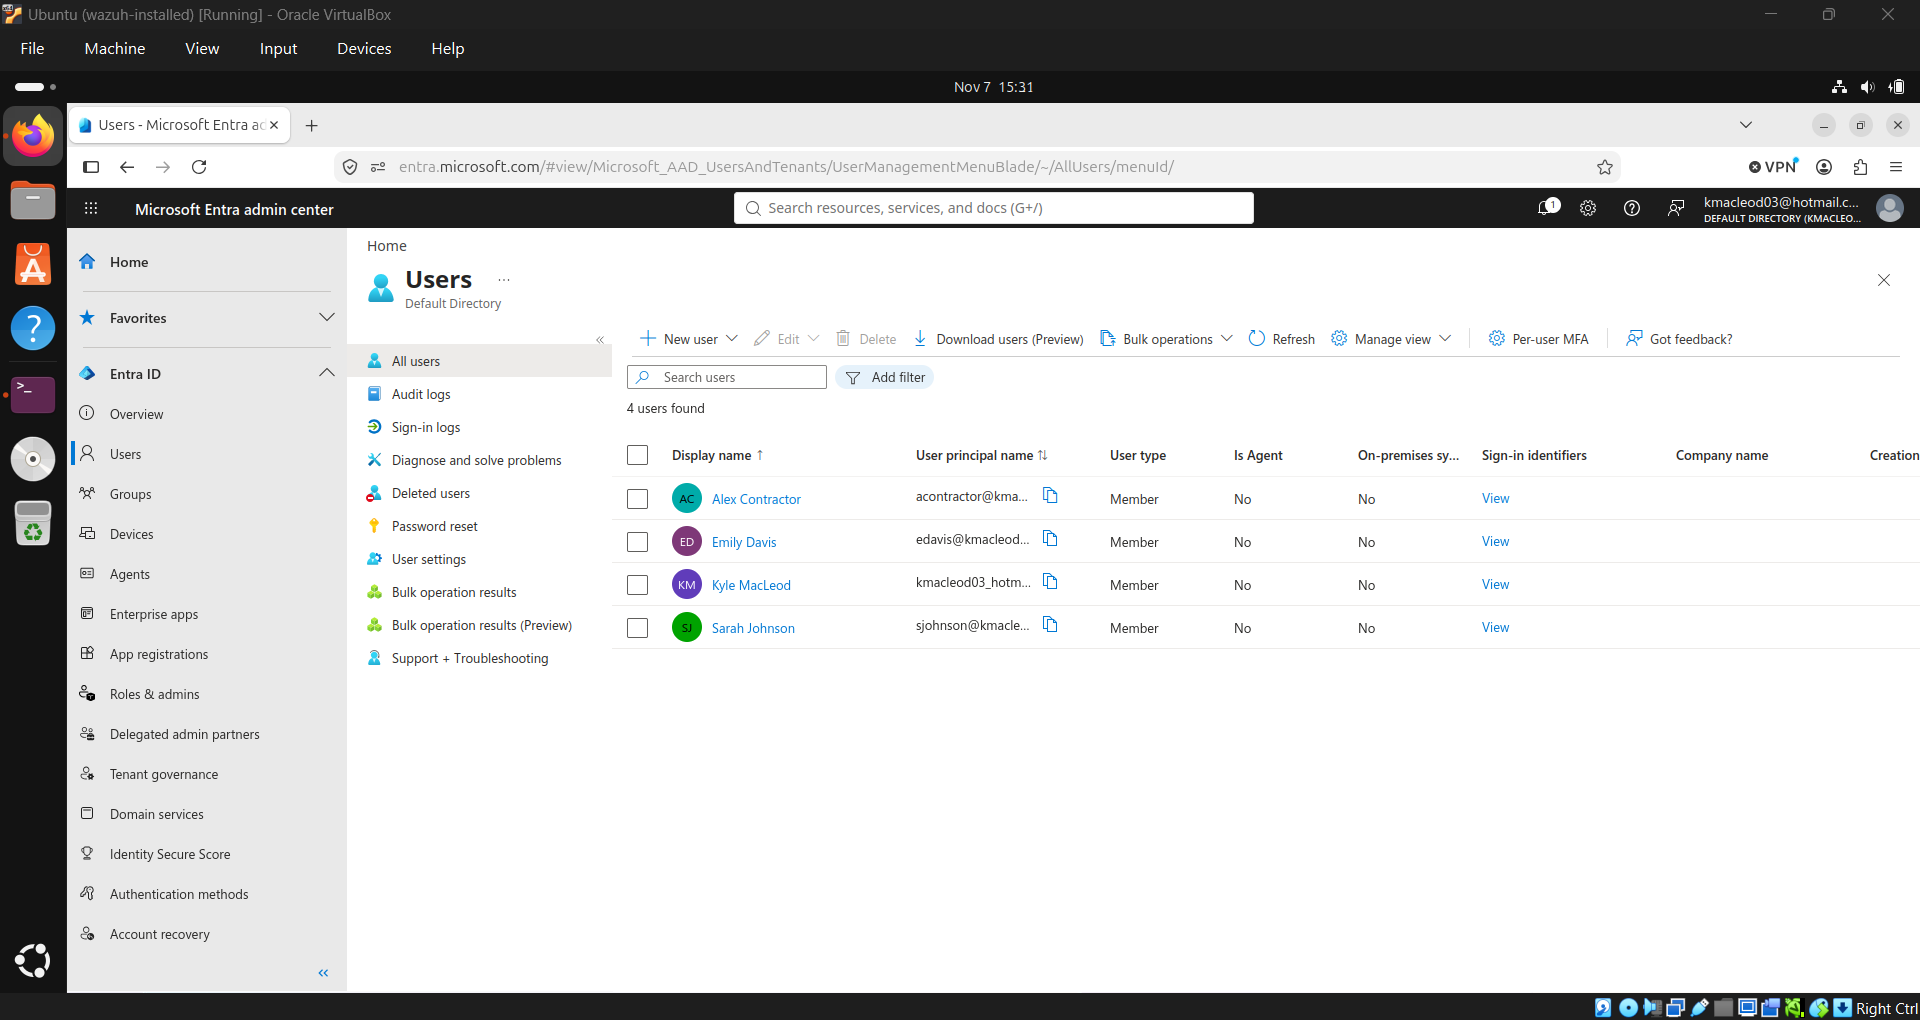 Ubuntu (wazuh-installed) [Running] - Oracle VirtualBox
File Machine View Input Devices Help
Nov 7 15:31
Users - Microsoft Entra ac
entra.microsoft.com/#view/Microsoft_AAD_UsersAndTenants/UserManagementMenuBlade/~/AllUsers/menuId/
VPN
Microsoft Entra admin center
Search resources, services, and docs (G+/)
1
kmacleod03@hotmail.c...
DEFAULT DIRECTORY (KMACLEO...
Home
Favorites
Entra ID
Overview
Users
Groups
Devices
Agents
Enterprise apps
App registrations
Roles & admins
Delegated admin partners
Tenant governance
Domain services
Identity Secure Score
Authentication methods
Account recovery
Home
Users ...
Default Directory
All users
Audit logs
Sign-in logs
Diagnose and solve problems
Deleted users
Password reset
User settings
Bulk operation results
Bulk operation results (Preview)
Support + Troubleshooting
New user Edit Delete Download users (Preview) Bulk operations Refresh Manage view Per-user MFA Got feedback?
Search users Add filter
4 users found
Display name ↑ User principal name ↑↓ User type Is Agent On-premises sy... Sign-in identifiers Company name Creation
AC Alex Contractor acontractor@kma... Member No No View
ED Emily Davis edavis@kmacleod... Member No No View
KM Kyle MacLeod kmacleod03_hotm... Member No No View
SJ Sarah Johnson sjohnson@kmacle... Member No No View
Right Ctrl